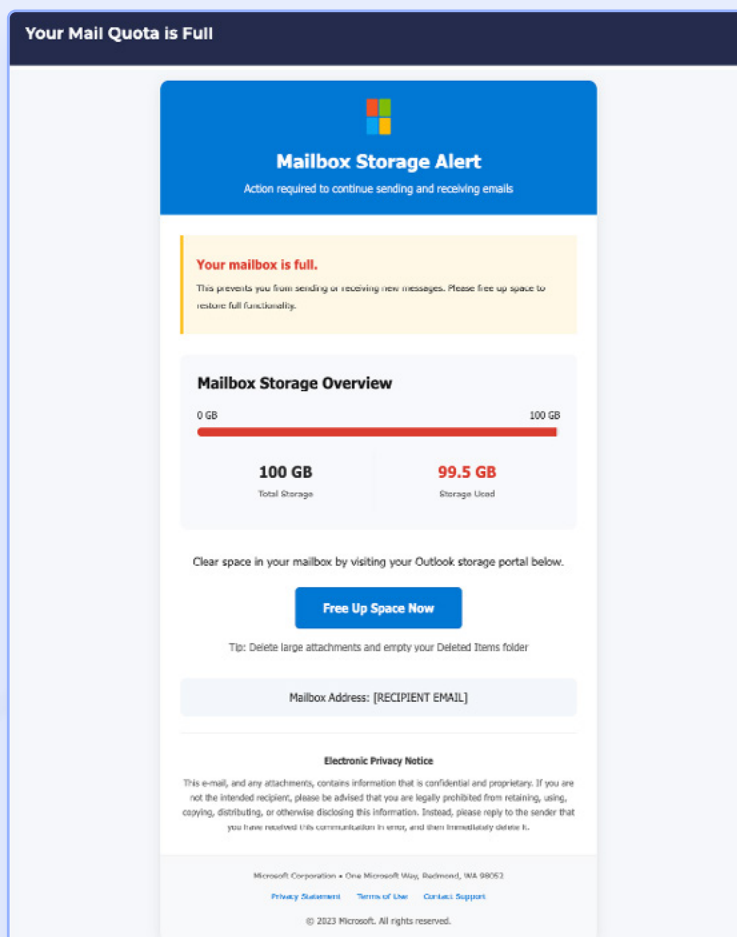 Your Mail Quota is Full
Mailbox Storage Alert
Action required to continue sending and receiving emails
Your mailbox is full.
This prevents you from sending or receiving new messages. Please free up space to
restore full functionality.
Mailbox Storage Overview
0 GB 100 GB
100 GB 99.5 GB
Total Storage Storage Used
Clear space in your mailbox by visiting your Outlook storage portal below.
Free Up Space Now
Tip: Delete large attachments and empty your Deleted Items folder
Mailbox Address: [RECIPIENT EMAIL]
Electronic Privacy Notice
This e-mail, and any attachments, contains information that is confidential and proprietary. If you are
not the intended recipient, please be advised that you are legally prohibited from retaining, using,
copying, distributing, or otherwise disclosing this information. Instead, please reply to the sender that
you have received this communication in error, and then immediately delete it.
Microsoft Corporation • One Microsoft Way, Redmond, WA 98052
Privacy Statement Terms of Use Contact Support
© 2023 Microsoft. All rights reserved.